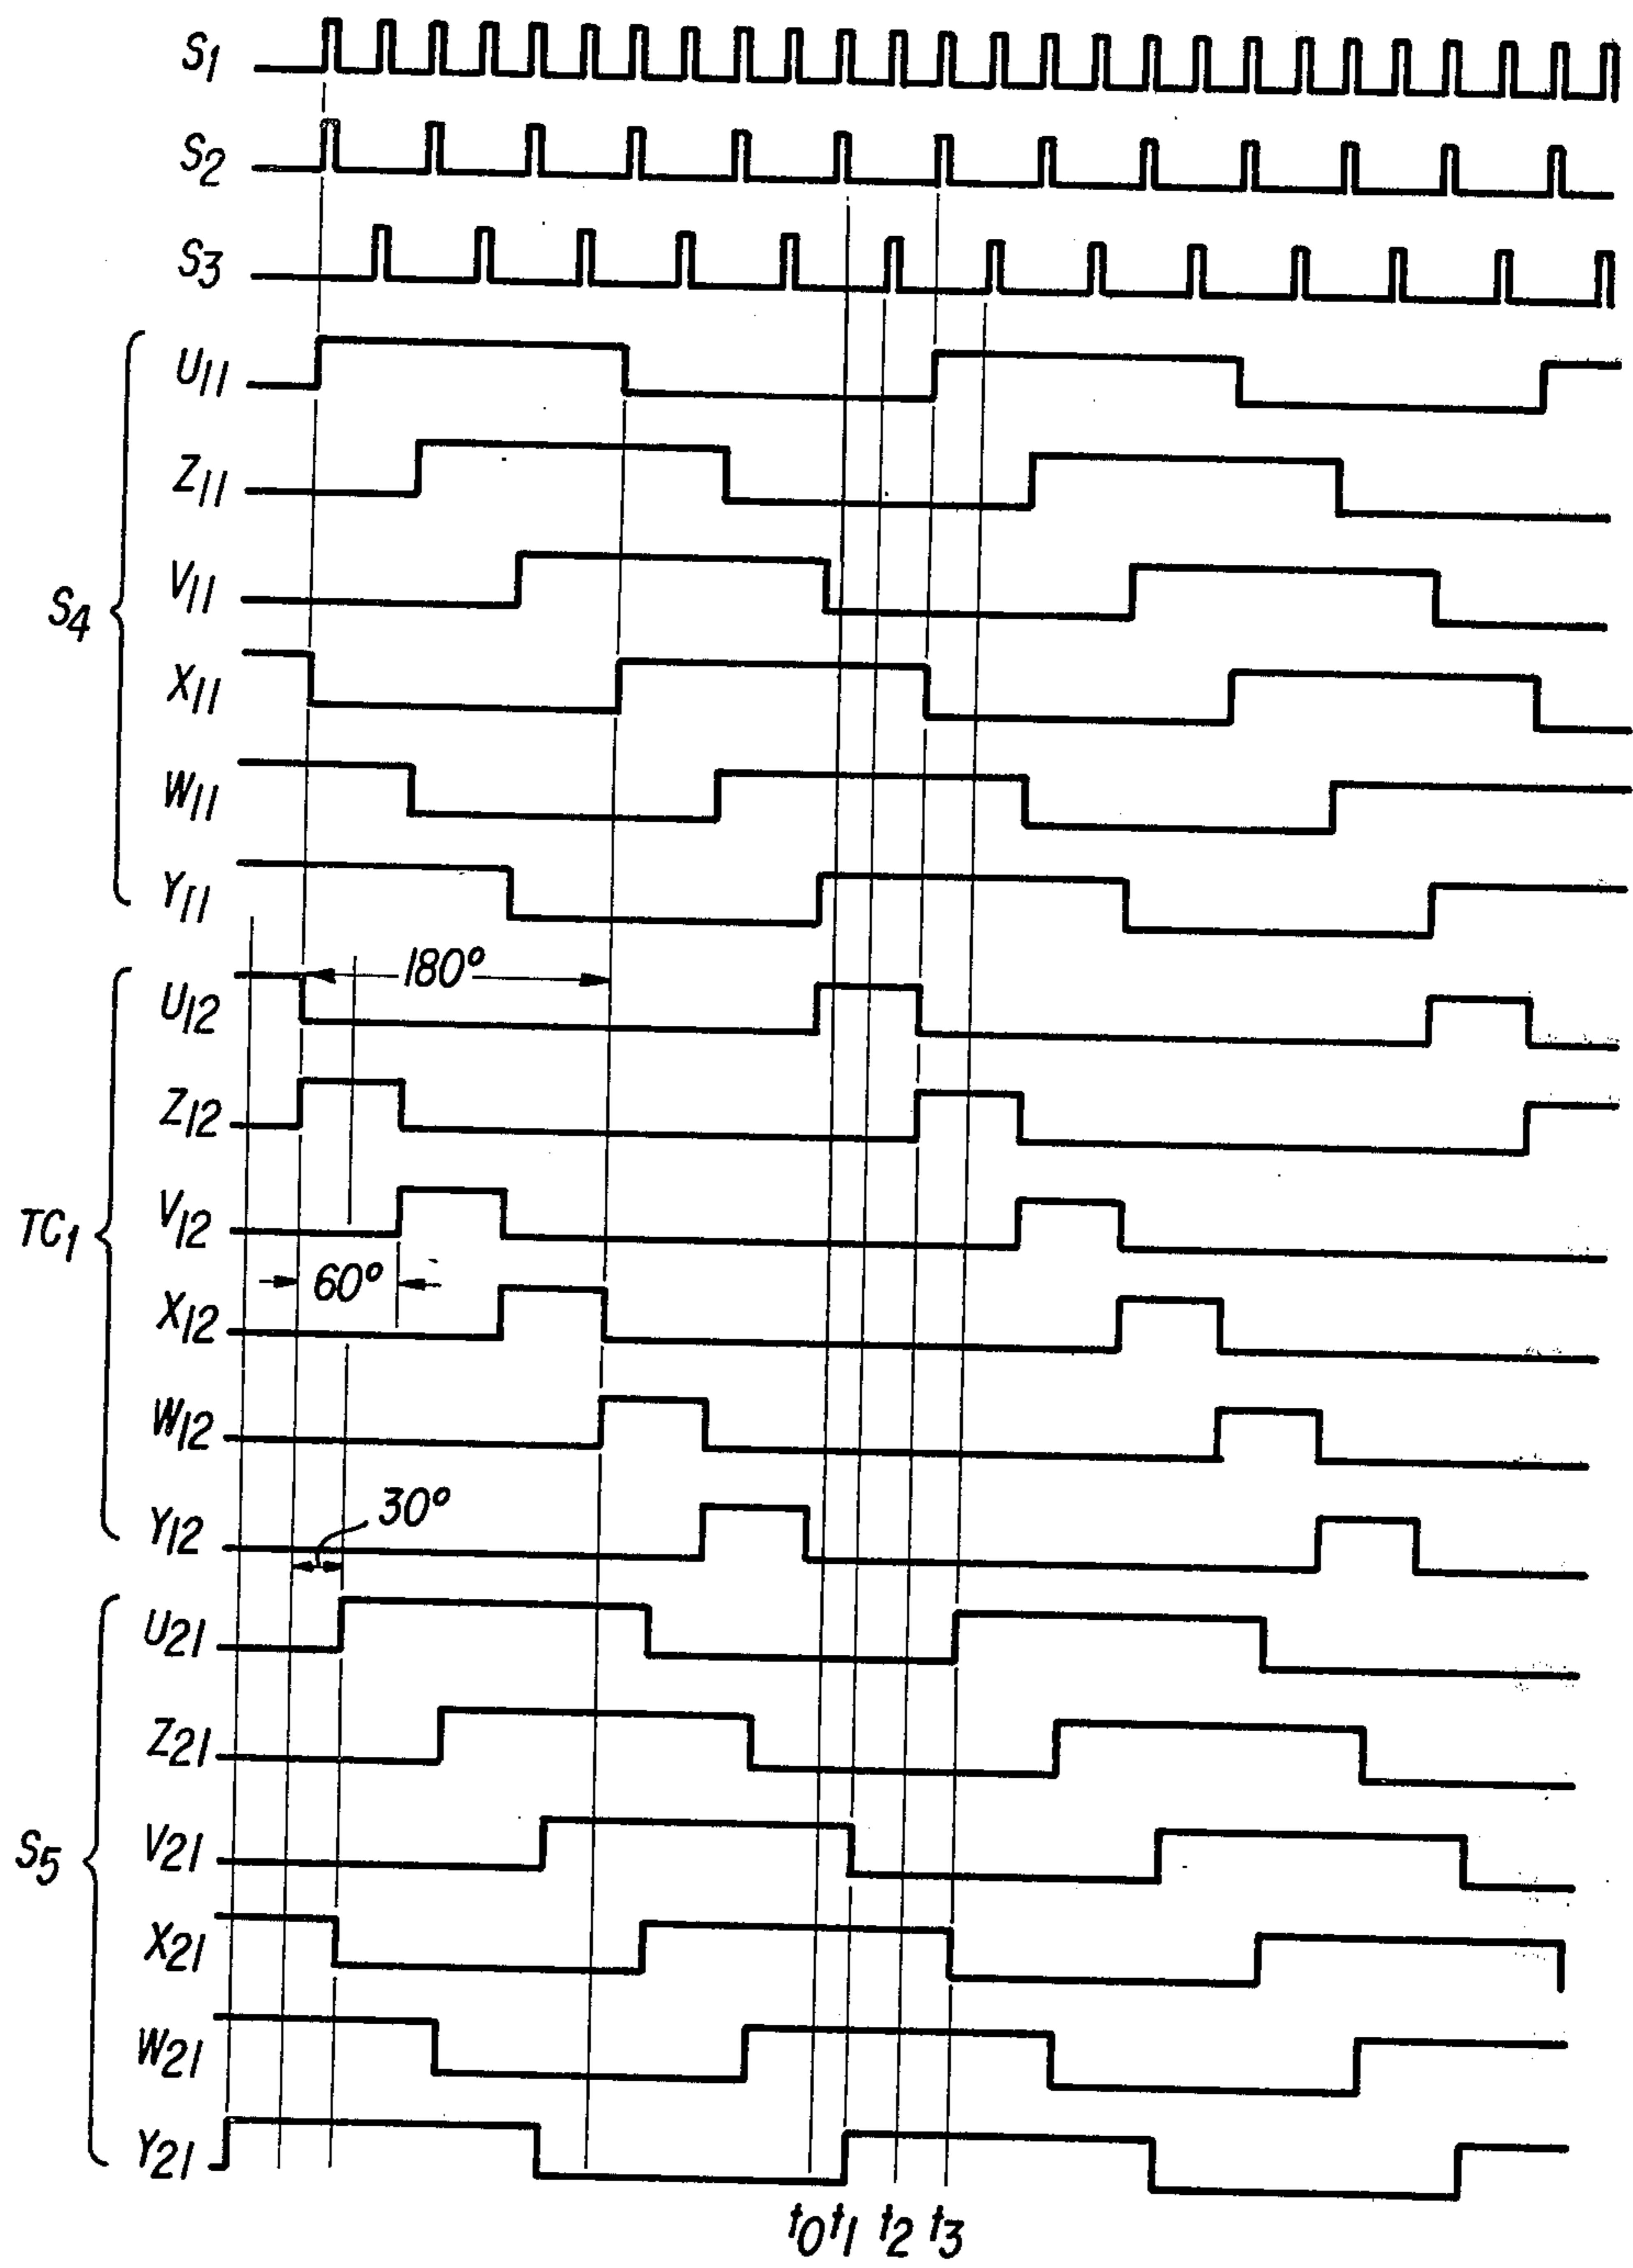 S1
S2
S3
U11
Z11
V11
S4
X11
W11
Y11
180°
U12
Z12
V12
TC1
60°
X12
W12
30°
Y12
U21
Z21
V21
S5
X21
W21
Y21
t0 t1 t2 t3